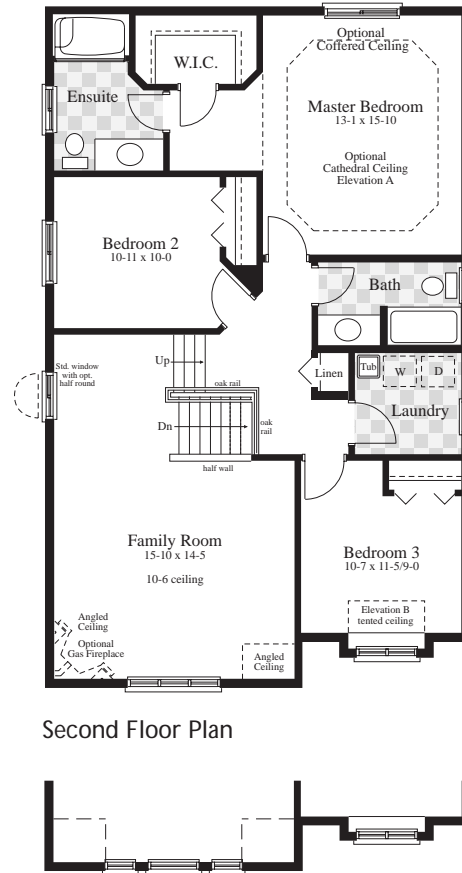 Optional
Coffered Ceiling
W.I.C.
Ensuite
Master Bedroom
13-1 x 15-10
Optional
Cathedral Ceiling
Elevation A
Bedroom 2
10-11 x 10-0
Bath
Std. window
with opt.
half round
Up
oak rail
Linen
Tub
W
D
Laundry
Dn
oak
rail
half wall
Family Room
15-10 x 14-5
10-6 ceiling
Bedroom 3
10-7 x 11-5/9-0
Angled
Ceiling
Optional
Gas Fireplace
Elevation B
tented ceiling
Angled
Ceiling
Second Floor Plan